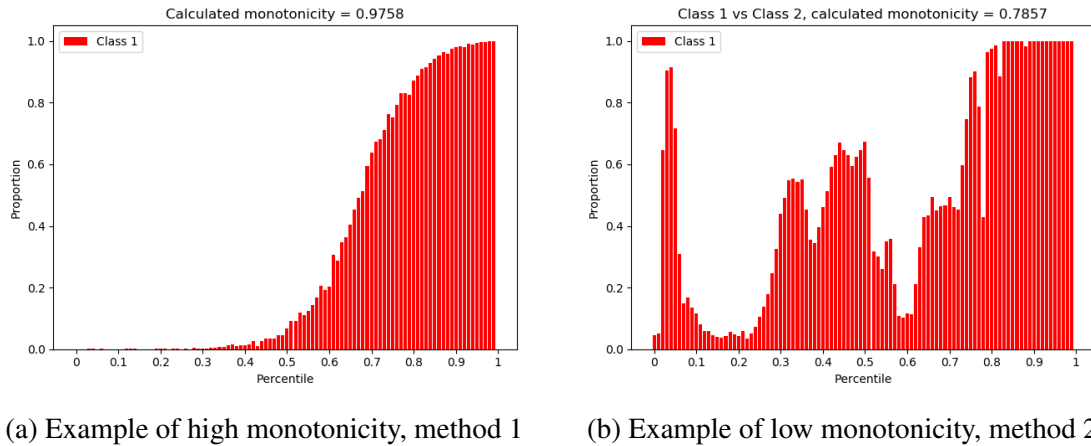 Calculated monotonicity = 0.9758
Class 1
Proportion
1.0
0.8
0.6
0.4
0.2
0.0
0 0.1 0.2 0.3 0.4 0.5 0.6 0.7 0.8 0.9 1
Percentile
(a) Example of high monotonicity, method 1
Class 1 vs Class 2, calculated monotonicity = 0.7857
Class 1
Proportion
1.0
0.8
0.6
0.4
0.2
0.0
0 0.1 0.2 0.3 0.4 0.5 0.6 0.7 0.8 0.9 1
Percentile
(b) Example of low monotonicity, method 2